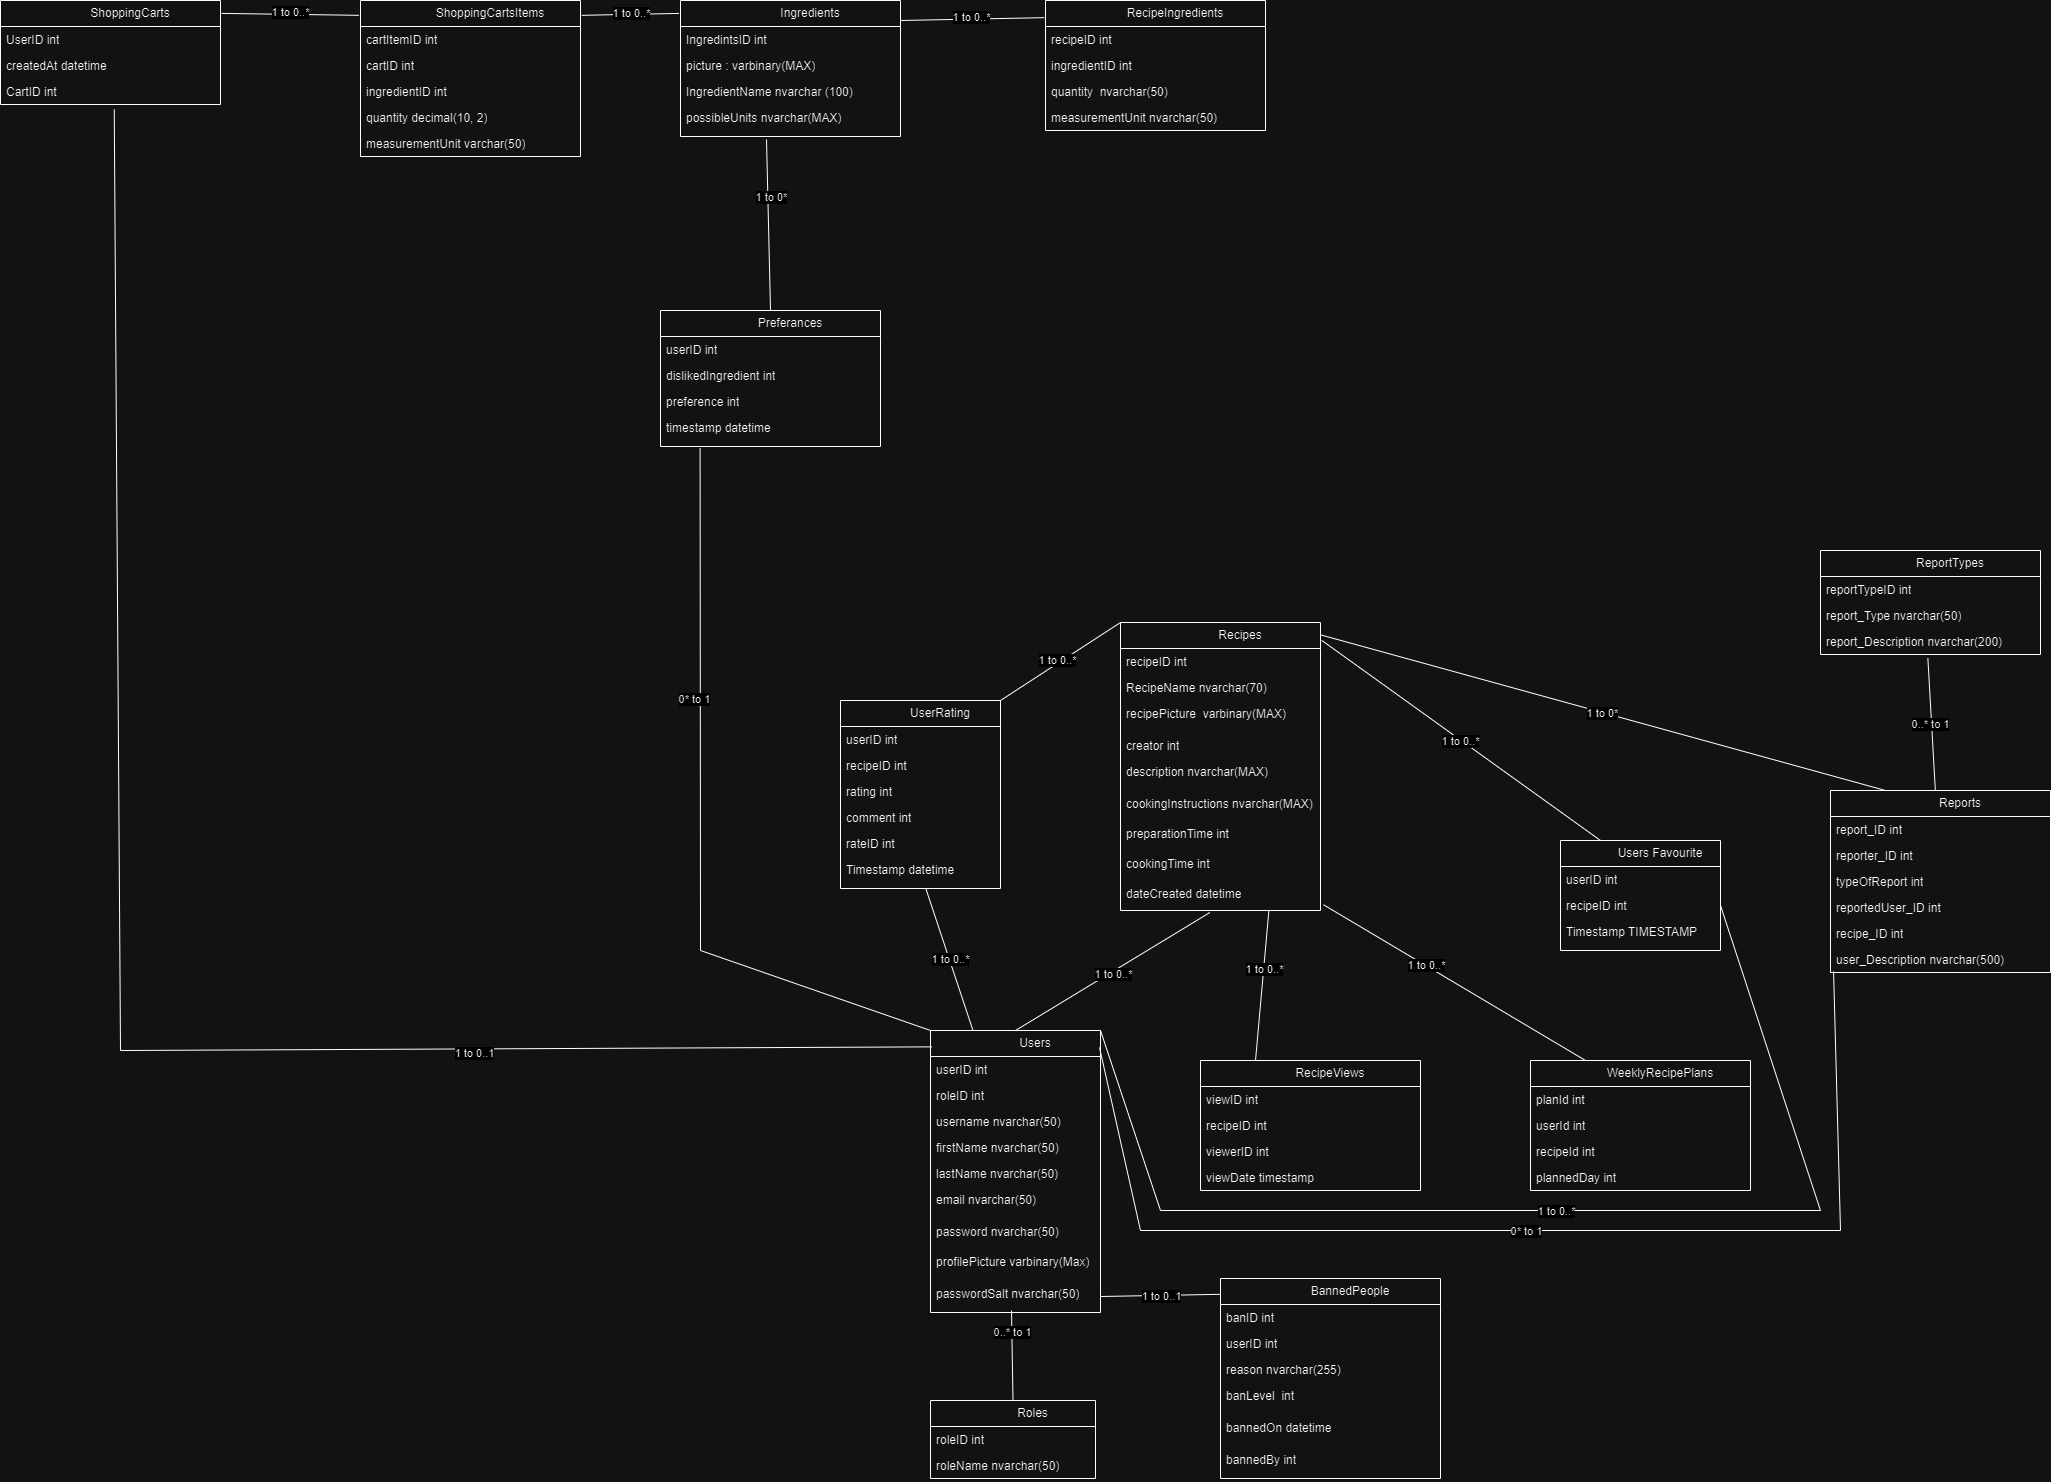 ShoppingCarts
UserID int
createdAt datetime
CartID int
1 to 0..*
ShoppingCartsItems
cartItemID int
cartID int
ingredientID int
quantity decimal(10, 2)
measurementUnit varchar(50)
1 to 0..*
Ingredients
IngredintsID int
picture : varbinary(MAX)
IngredientName nvarchar (100)
possibleUnits nvarchar(MAX)
1 to 0..*
RecipeIngredients
recipeID int
ingredientID int
quantity  nvarchar(50)
measurementUnit nvarchar(50)
1 to 0*
Preferances
userID int
dislikedIngredient int
preference int
timestamp datetime
0* to 1
ReportTypes
reportTypeID int
report_Type nvarchar(50)
report_Description nvarchar(200)
0..* to 1
Recipes
recipeID int
RecipeName nvarchar(70)
recipePicture  varbinary(MAX)
creator int
description nvarchar(MAX)
cookingInstructions nvarchar(MAX)
preparationTime int
cookingTime int
dateCreated datetime
1 to 0..*
1 to 0*
1 to 0..*
UserRating
userID int
recipeID int
rating int
comment int
rateID int
Timestamp datetime
Reports
report_ID int
reporter_ID int
typeOfReport int
reportedUser_ID int
recipe_ID int
user_Description nvarchar(500)
Users Favourite
userID int
recipeID int
Timestamp TIMESTAMP
1 to 0..*
1 to 0..*
1 to 0..*
1 to 0..*
1 to 0..1
Users
userID int
roleID int
username nvarchar(50)
firstName nvarchar(50)
lastName nvarchar(50)
email nvarchar(50)
password nvarchar(50)
profilePicture varbinary(Max)
passwordSalt nvarchar(50)
RecipeViews
viewID int
recipeID int
viewerID int
viewDate timestamp
WeeklyRecipePlans
planId int
userId int
recipeId int
plannedDay int
1 to 0..*
0* to 1
1 to 0..1
BannedPeople
banID int
userID int
reason nvarchar(255)
banLevel  int
bannedOn datetime
bannedBy int
0..* to 1
Roles
roleID int
roleName nvarchar(50)